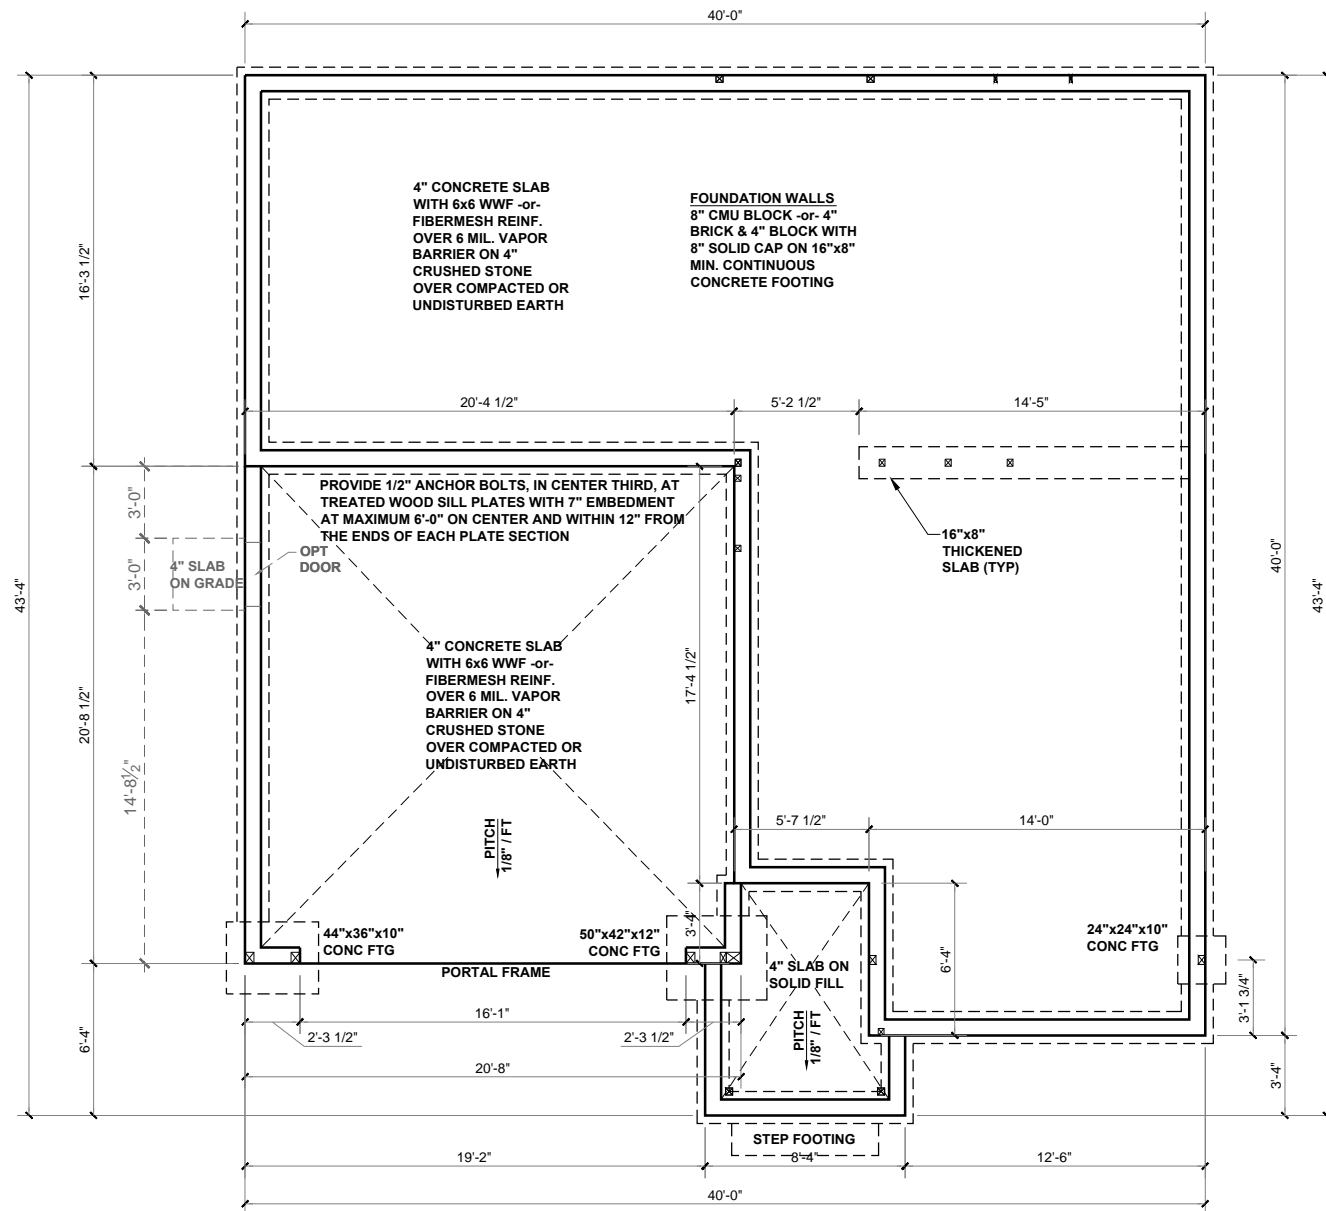 40'-0"
4" CONCRETE SLAB
WITH 6x6 WWF -or-
FIBERMESH REINF.
OVER 6 MIL. VAPOR
BARRIER ON 4"
CRUSHED STONE
OVER COMPACTED OR
UNDISTURBED EARTH
FOUNDATION WALLS
8" CMU BLOCK -or- 4"
BRICK & 4" BLOCK WITH
8" SOLID CAP ON 16"x8"
MIN. CONTINUOUS
CONCRETE FOOTING
16'-3 1/2"
20'-4 1/2"
5'-2 1/2"
14'-5"
PROVIDE 1/2" ANCHOR BOLTS, IN CENTER THIRD, AT
TREATED WOOD SILL PLATES WITH 7" EMBEDMENT
AT MAXIMUM 6'-0" ON CENTER AND WITHIN 12" FROM
THE ENDS OF EACH PLATE SECTION
3'-0"
3'-0"
OPT
DOOR
4" SLAB
ON GRADE
16"x8"
THICKENED
SLAB (TYP)
43'-4"
40'-0"
43'-4"
4" CONCRETE SLAB
WITH 6x6 WWF -or-
FIBERMESH REINF.
OVER 6 MIL. VAPOR
BARRIER ON 4"
CRUSHED STONE
OVER COMPACTED OR
UNDISTURBED EARTH
17'-4 1/2"
20'-8 1/2"
14'-8½"
PITCH
1/8" / FT
5'-7 1/2"
14'-0"
44"x36"x10"
CONC FTG
50"x42"x12"
CONC FTG
3'-4"
24"x24"x10"
CONC FTG
PORTAL FRAME
4" SLAB ON
SOLID FILL
6'-4"
3'-1 3/4"
16'-1"
2'-3 1/2"
2'-3 1/2"
PITCH
1/8" / FT
6'-4"
20'-8"
3'-4"
STEP FOOTING
19'-2"
8'-4"
12'-6"
40'-0"